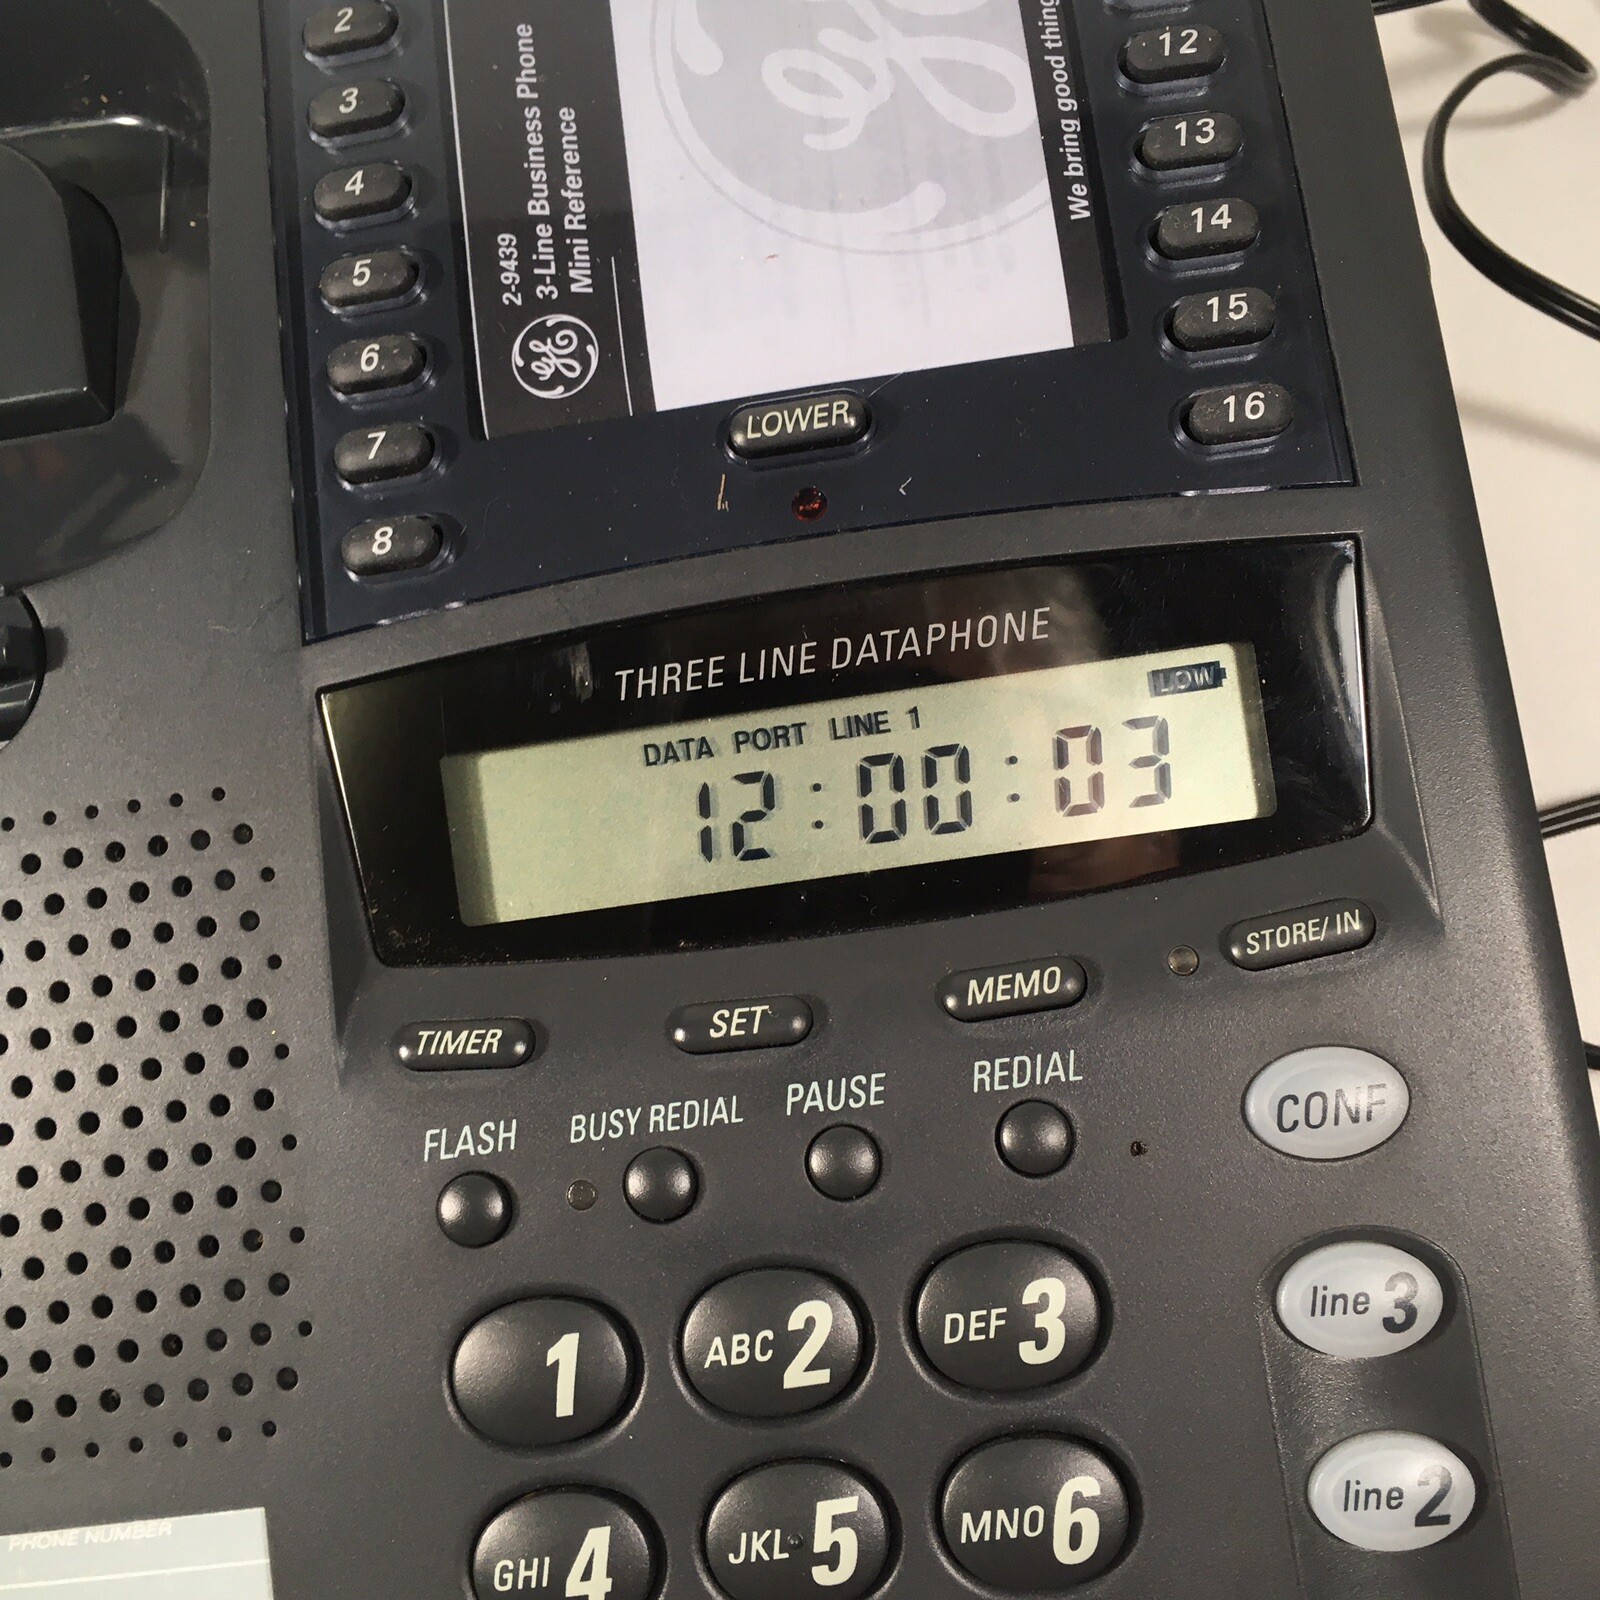 2
3
4
5
6
7
8
2-9439
3-Line Business Phone
Mini Reference
GE
We bring good thing
12
13
14
15
16
LOWER
THREE LINE DATAPHONE
LOW
DATA PORT LINE 1
12:00:03
TIMER
SET
MEMO
STORE/IN
FLASH
BUSY REDIAL
PAUSE
REDIAL
CONF
1
ABC 2
DEF 3
line 3
GHI 4
JKL 5
MNO 6
line 2
PHONE NUMBER